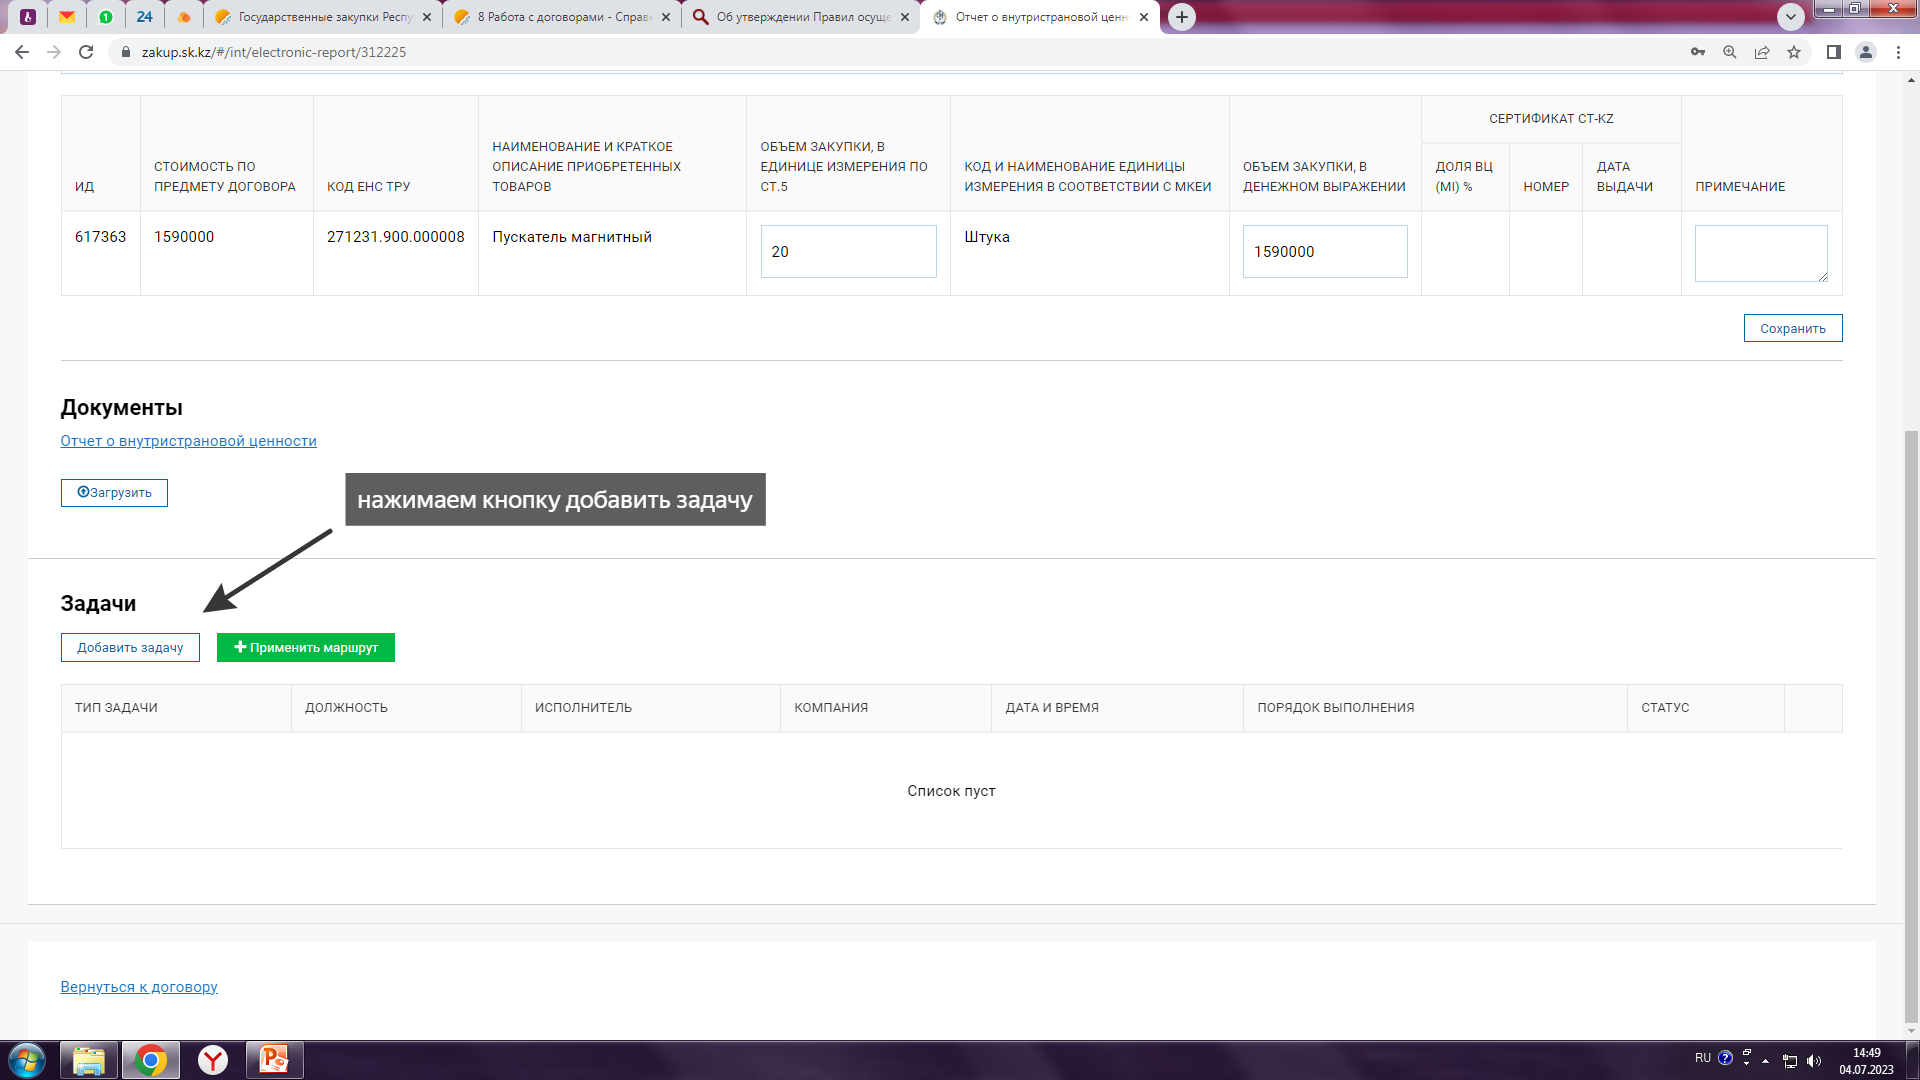 24
Государственные закупки Респу
8 Работа с договорами - Справ
Об утверждении Правил осуще
Отчет о внутристрановой ценн
zakup.sk.kz/#/int/electronic-report/312225
ИД
СТОИМОСТЬ ПО
ПРЕДМЕТУ ДОГОВОРА
КОД ЕНС ТРУ
НАИМЕНОВАНИЕ И КРАТКОЕ
ОПИСАНИЕ ПРИОБРЕТЕННЫХ
ТОВАРОВ
ОБЪЕМ ЗАКУПКИ, В
ЕДИНИЦЕ ИЗМЕРЕНИЯ ПО
СТ.5
КОД И НАИМЕНОВАНИЕ ЕДИНИЦЫ
ИЗМЕРЕНИЯ В СООТВЕТСТВИИ С МКЕИ
ОБЪЕМ ЗАКУПКИ, В
ДЕНЕЖНОМ ВЫРАЖЕНИИ
СЕРТИФИКАТ CT-KZ
ДОЛЯ ВЦ
(MI) %
НОМЕР
ДАТА
ВЫДАЧИ
ПРИМЕЧАНИЕ
617363
1590000
271231.900.000008
Пускатель магнитный
20
Штука
1590000
Сохранить
Документы
Отчет о внутристрановой ценности
Загрузить
нажимаем кнопку добавить задачу
Задачи
Добавить задачу
Применить маршрут
ТИП ЗАДАЧИ
ДОЛЖНОСТЬ
ИСПОЛНИТЕЛЬ
КОМПАНИЯ
ДАТА И ВРЕМЯ
ПОРЯДОК ВЫПОЛНЕНИЯ
СТАТУС
Список пуст
Вернуться к договору
RU
14:49
04.07.2023